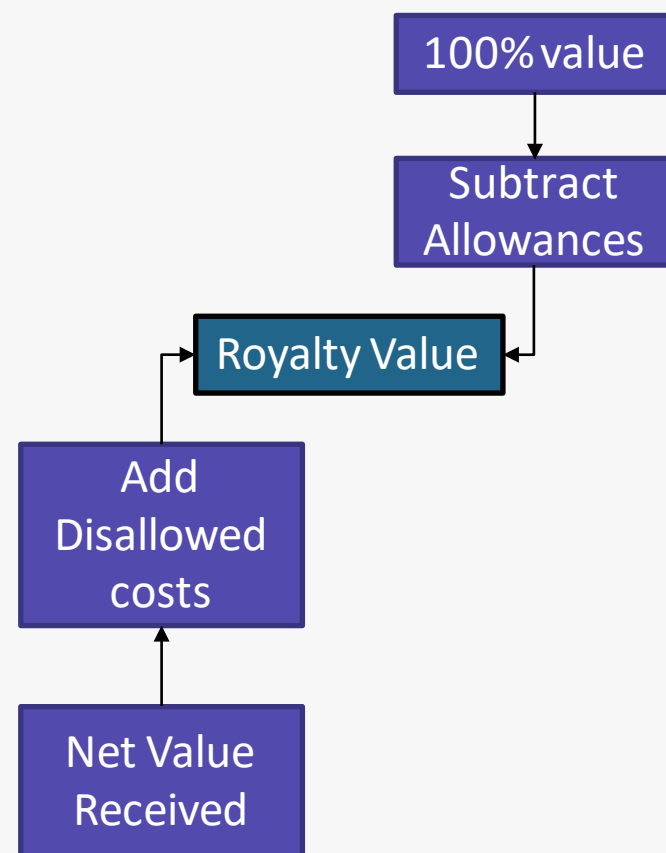 100% value
Subtract
Allowances
Royalty Value
Add
Disallowed
costs
Net Value
Received